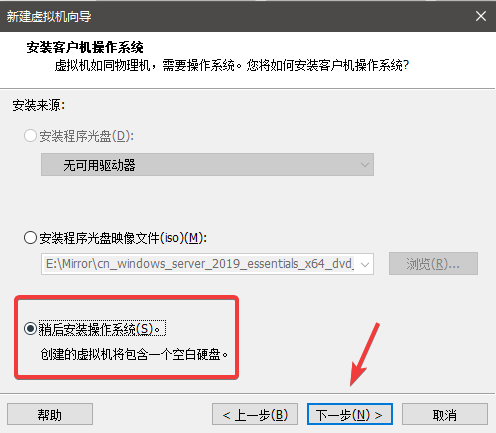 新建虚拟机向导
安装客户机操作系统
虚拟机如同物理机，需要操作系统。您将如何安装客户机操作系统?
安装来源:
安装程序光盘(D):
无可用驱动器
安装程序光盘映像文件(iso)(M):
E:\Mirror\cn_windows_server_2019_essentials_x64_dvd_
浏览(R)...
稍后安装操作系统(S)。
创建的虚拟机将包含一个空白硬盘。
帮助
< 上一步(B)
下一步(N) >
取消